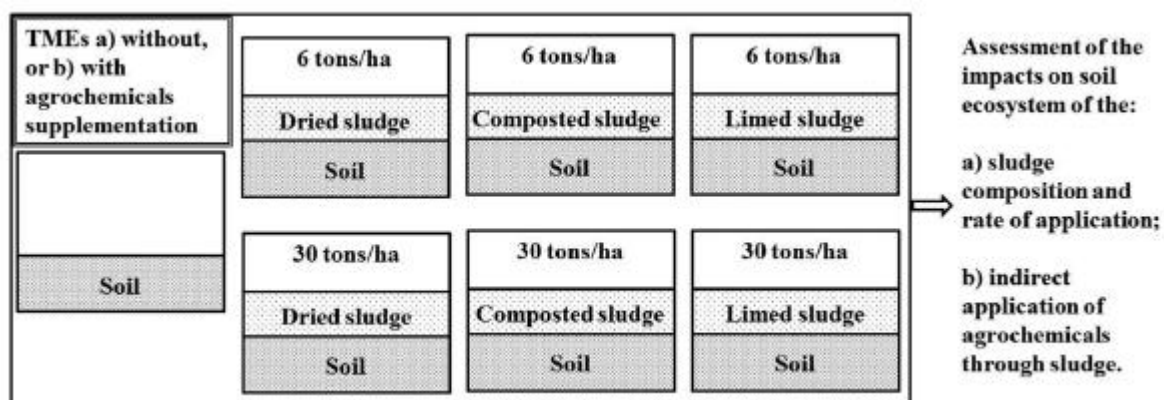 TMEs a) without,
or b) with
agrochemicals
supplementation
Soil
6 tons/ha
Dried sludge
Soil
6 tons/ha
Composted sludge
Soil
6 tons/ha
Limed sludge
Soil
30 tons/ha
Dried sludge
Soil
30 tons/ha
Composted sludge
Soil
30 tons/ha
Limed sludge
Soil
Assessment of the
impacts on soil
ecosystem of the:
a) sludge
composition and
rate of application;
b) indirect
application of
agrochemicals
through sludge.